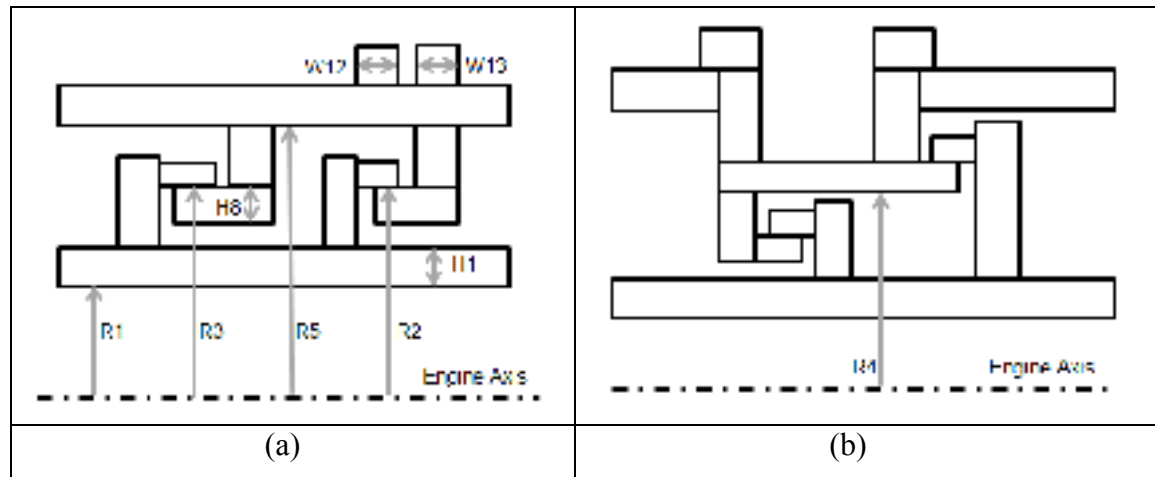 W12 W13
H8
H1
R1 R3 R5 R2
Engine Axis
(a)
R4
Engine Axis
(b)